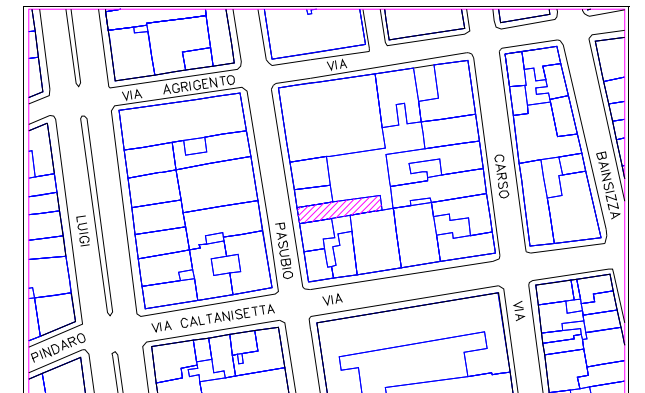 VIA
VIA AGRIGENTO
LUIGI
PASUBIO
CARSO
BAINSIZZA
VIA
VIA CALTANISETTA
VIA
PINDARO